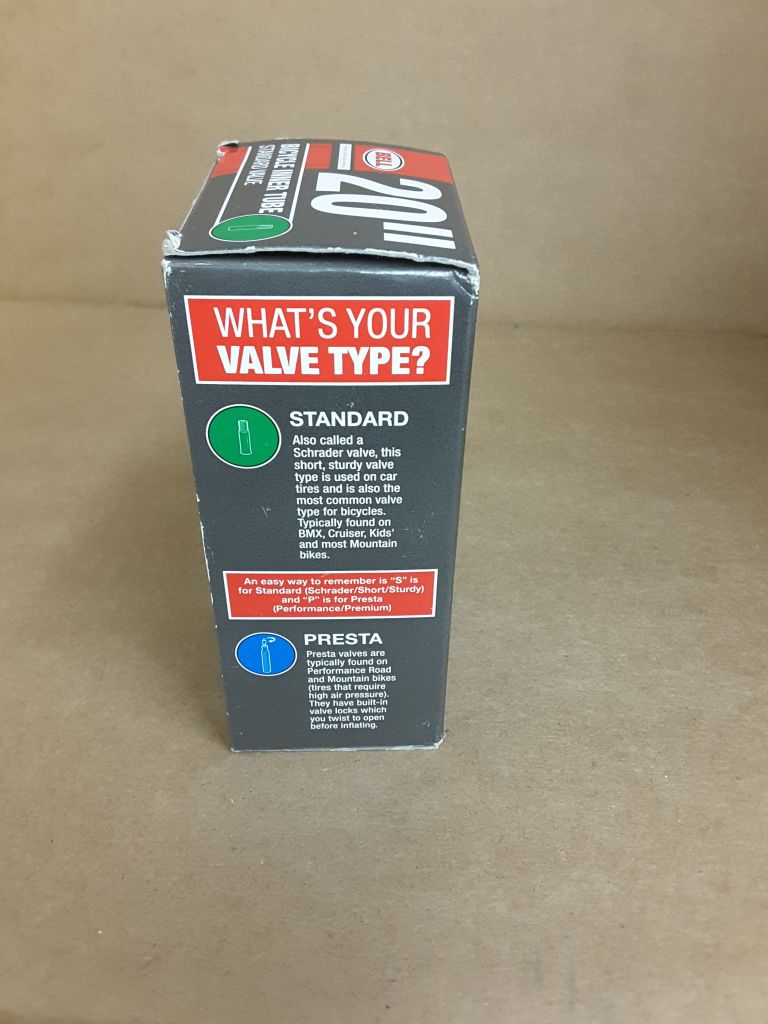 BELL
20"
BICYCLE INNER TUBE
STANDARD VALVE
WHAT'S YOUR
VALVE TYPE?
STANDARD
Also called a
Schrader valve, this
short, sturdy valve
type is used on car
tires and is also the
most common valve
type for bicycles.
Typically found on
BMX, Cruiser, Kids'
and most Mountain
bikes.
An easy way to remember is "S" is
for Standard (Schrader/Short/Sturdy)
and "P" is for Presta
(Performance/Premium)
PRESTA
Presta valves are
typically found on
Performance Road
and Mountain bikes
(tires that require
high air pressure).
They have built-in
valve locks which
you twist to open
before inflating.